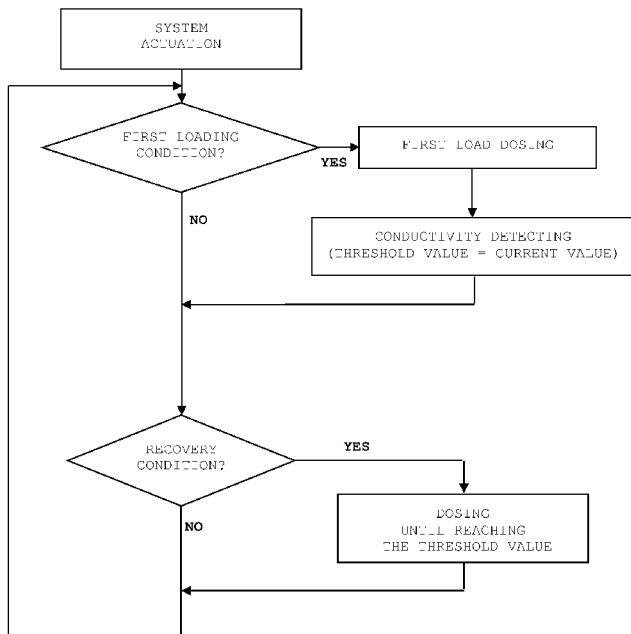 SYSTEM
ACTUATION
FIRST LOADING
CONDITION?
YES
FIRST LOAD DOSING
NO
CONDUCTIVITY DETECTING
(THRESHOLD VALUE = CURRENT VALUE)
RECOVERY
CONDITION?
YES
NO
DOSING
UNTIL REACHING
THE THRESHOLD VALUE